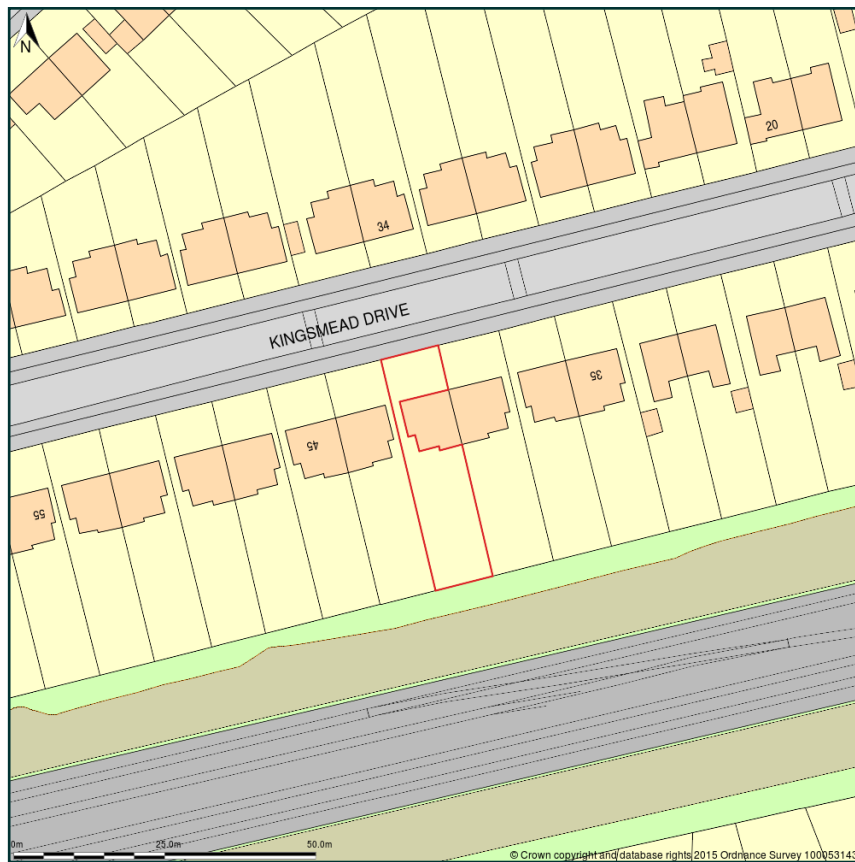 N
20
34
KINGSMEAD DRIVE
35
45
55
0m
25.0m
50.0m
© Crown copyright and database rights 2015 Ordnance Survey 100053143